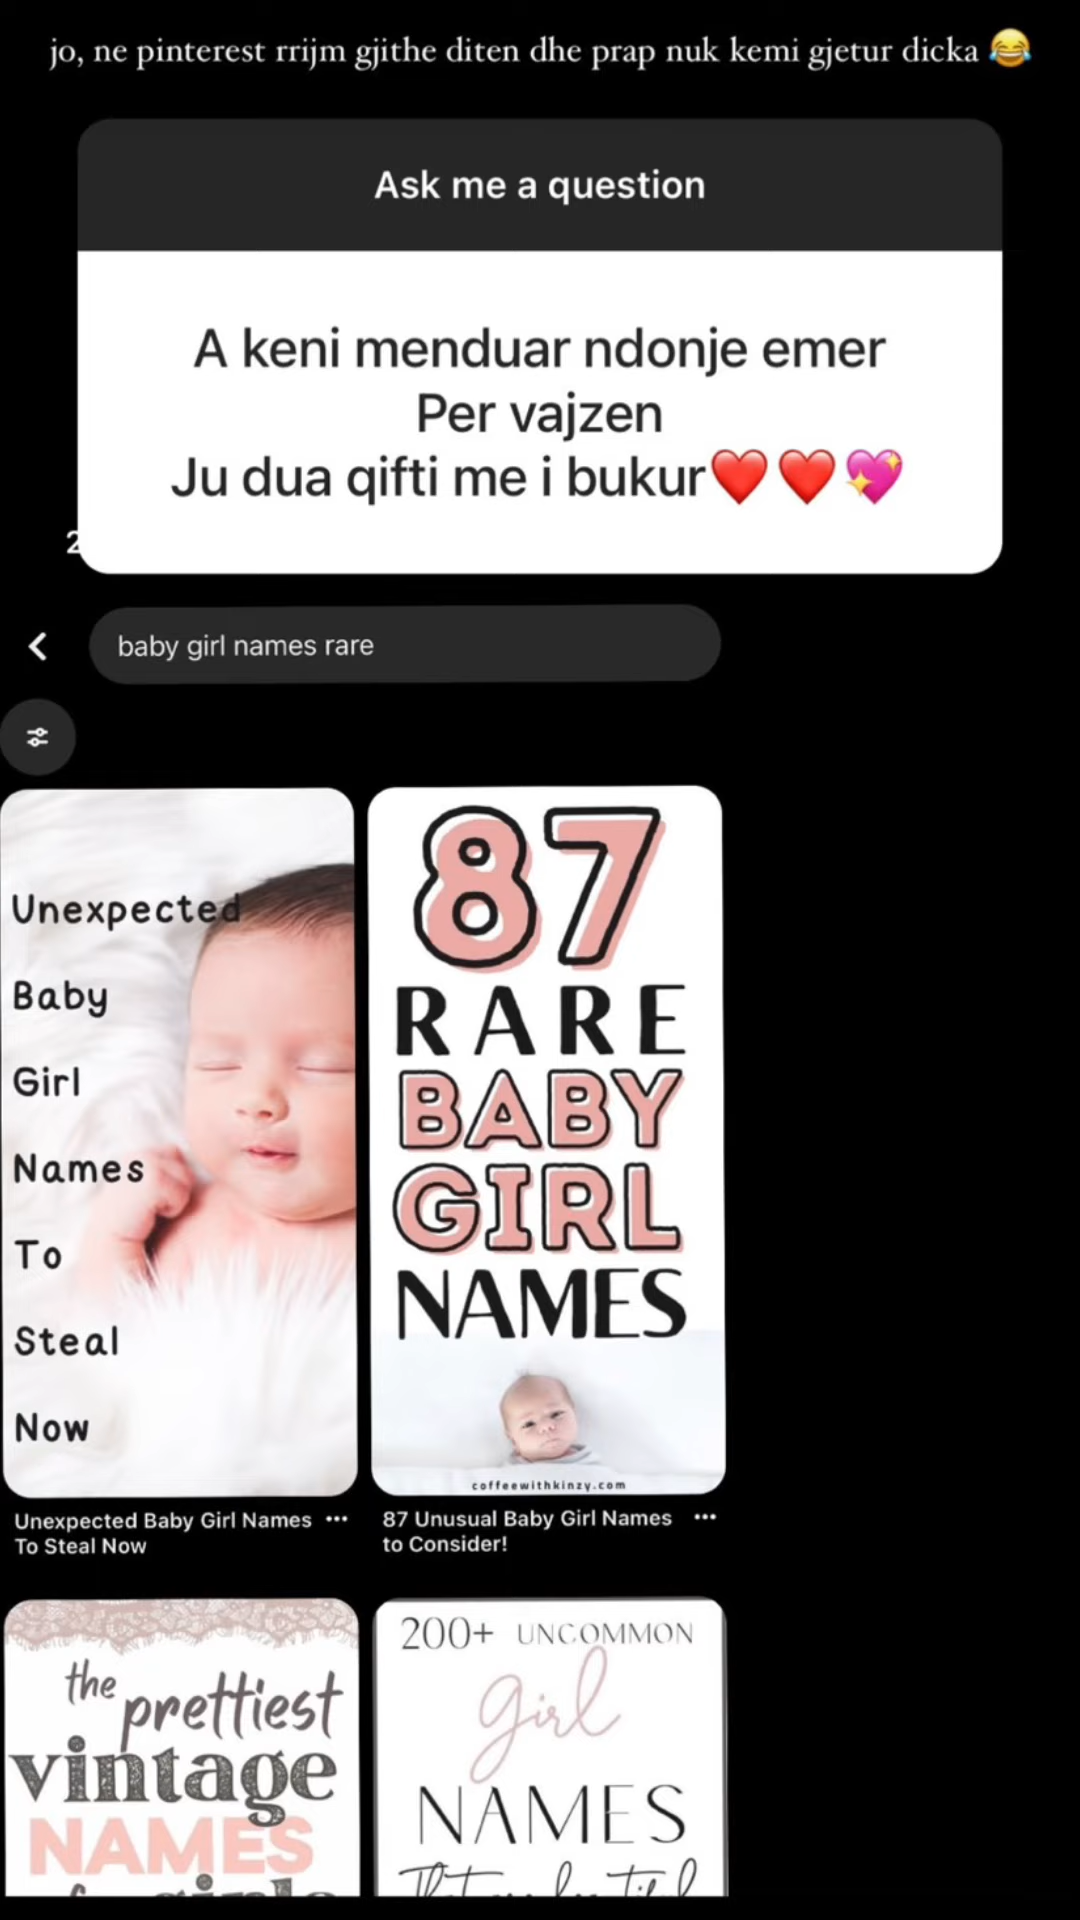 jo, ne pinterest rrijm gjithe diten dhe prap nuk kemi gjetur dicka 😂
Ask me a question
A keni menduar ndonje emer
Per vajzen
Ju dua qifti me i bukur❤️❤️💖
2
baby girl names rare
Unexpected
Baby
Girl
Names
To
Steal
Now
Unexpected Baby Girl Names ...
To Steal Now
87
RARE
BABY
GIRL
NAMES
coffeewithkinzy.com
87 Unusual Baby Girl Names ...
to Consider!
the prettiest
vintage
NAMES
200+ UNCOMMON
girl
NAMES